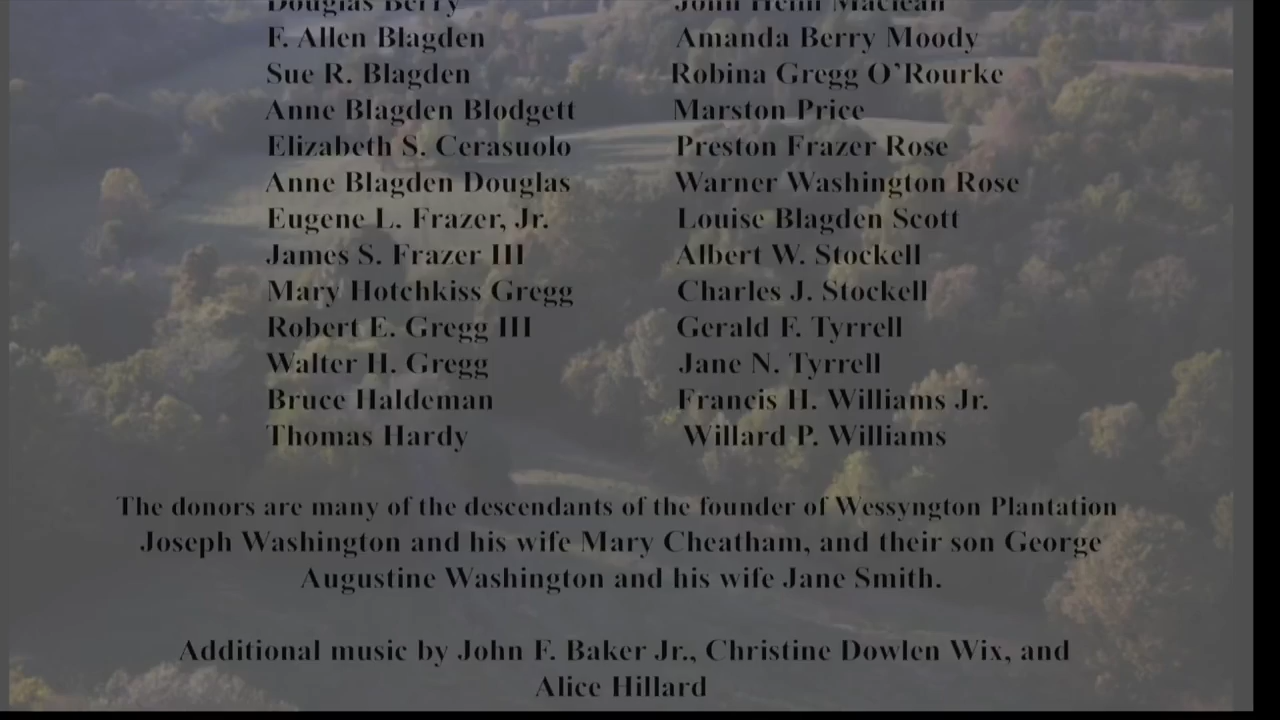 Douglas Berry
F. Allen Blagden
Sue R. Blagden
Anne Blagden Blodgett
Elizabeth S. Cerasuolo
Anne Blagden Douglas
Eugene L. Frazer, Jr.
James S. Frazer III
Mary Hotchkiss Gregg
Robert E. Gregg III
Walter H. Gregg
Bruce Haldeman
Thomas Hardy
John Maclean
Amanda Berry Moody
Robina Gregg O’Rourke
Marston Price
Preston Frazer Rose
Warner Washington Rose
Louise Blagden Scott
Albert W. Stockell
Charles J. Stockell
Gerald F. Tyrrell
Jane N. Tyrrell
Francis H. Williams Jr.
Willard P. Williams
The donors are many of the descendants of the founder of Wessyngton Plantation
Joseph Washington and his wife Mary Cheatham, and their son George
Augustine Washington and his wife Jane Smith.
Additional music by John F. Baker Jr., Christine Dowlen Wix, and
Alice Hillard